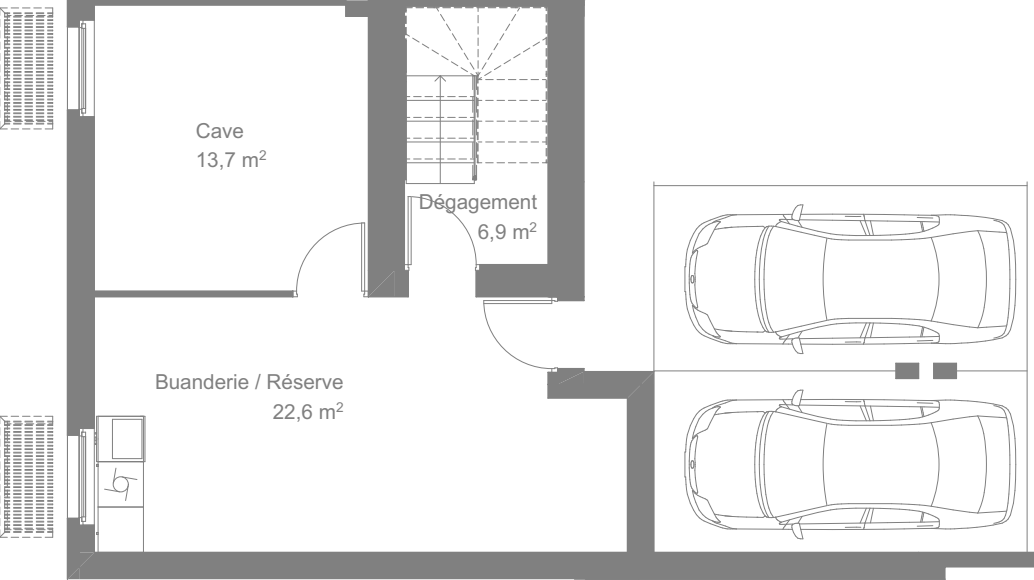 Cave
13,7 m²
Dégagement
6,9 m²
Buanderie / Réserve
22,6 m²